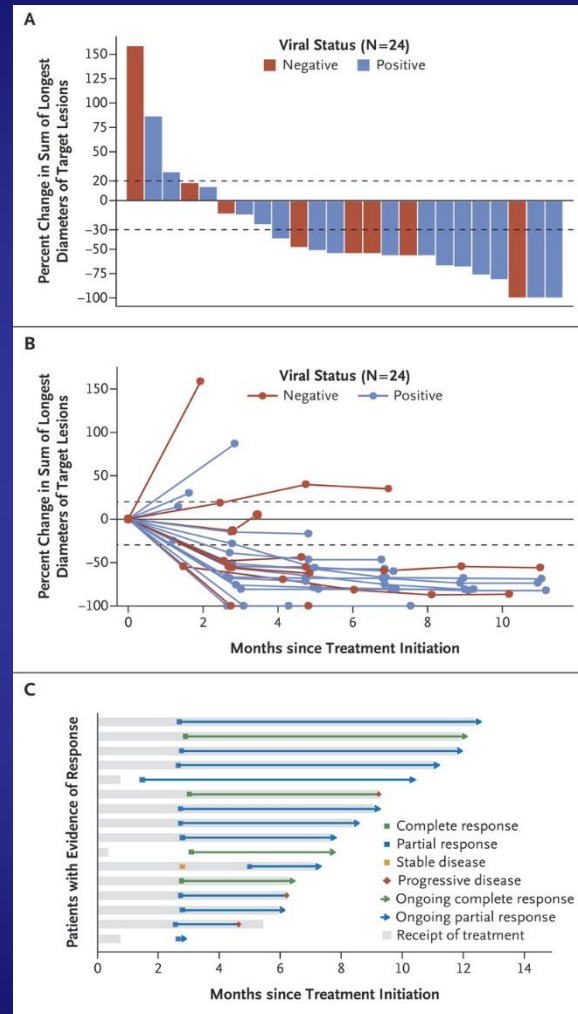 A
Viral Status (N=24)
Negative Positive
Percent Change in Sum of Longest
Diameters of Target Lesions
150
125
100
75
50
20
0
−30
−50
−75
−100
B
Viral Status (N=24)
Negative Positive
Percent Change in Sum of Longest
Diameters of Target Lesions
150
100
50
0
−50
−100
0 2 4 6 8 10
Months since Treatment Initiation
C
Patients with Evidence of Response
Complete response
Partial response
Stable disease
Progressive disease
Ongoing complete response
Ongoing partial response
Receipt of treatment
0 2 4 6 8 10 12 14
Months since Treatment Initiation